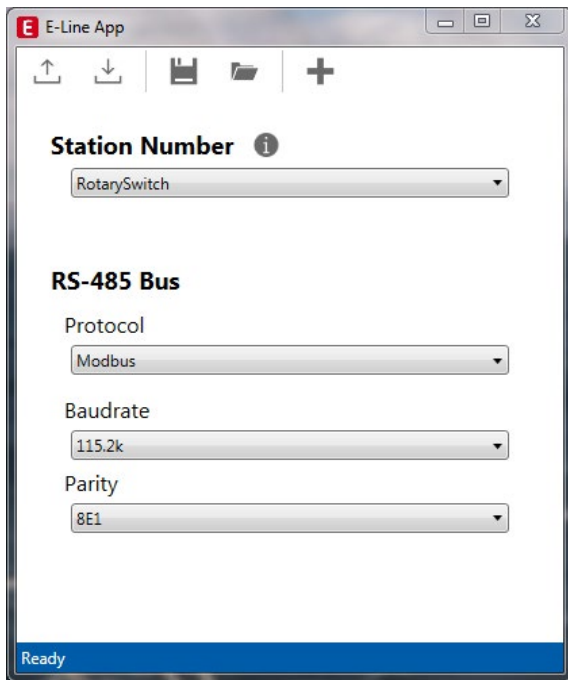 E E-Line App
Station Number i
RotarySwitch
RS-485 Bus
Protocol
Modbus
Baudrate
115.2k
Parity
8E1
Ready